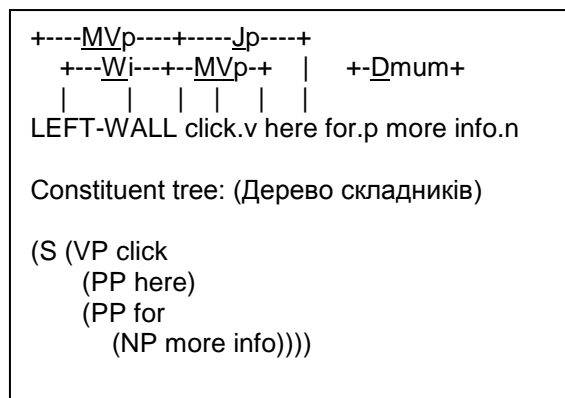 +----MVp----+-----Jp----+
+---Wi---+--MVp-+ | +-Dmum+
| | | | | |
LEFT-WALL click.v here for.p more info.n
Constituent tree: (Дерево складників)
(S (VP click
(PP here)
(PP for
(NP more info))))